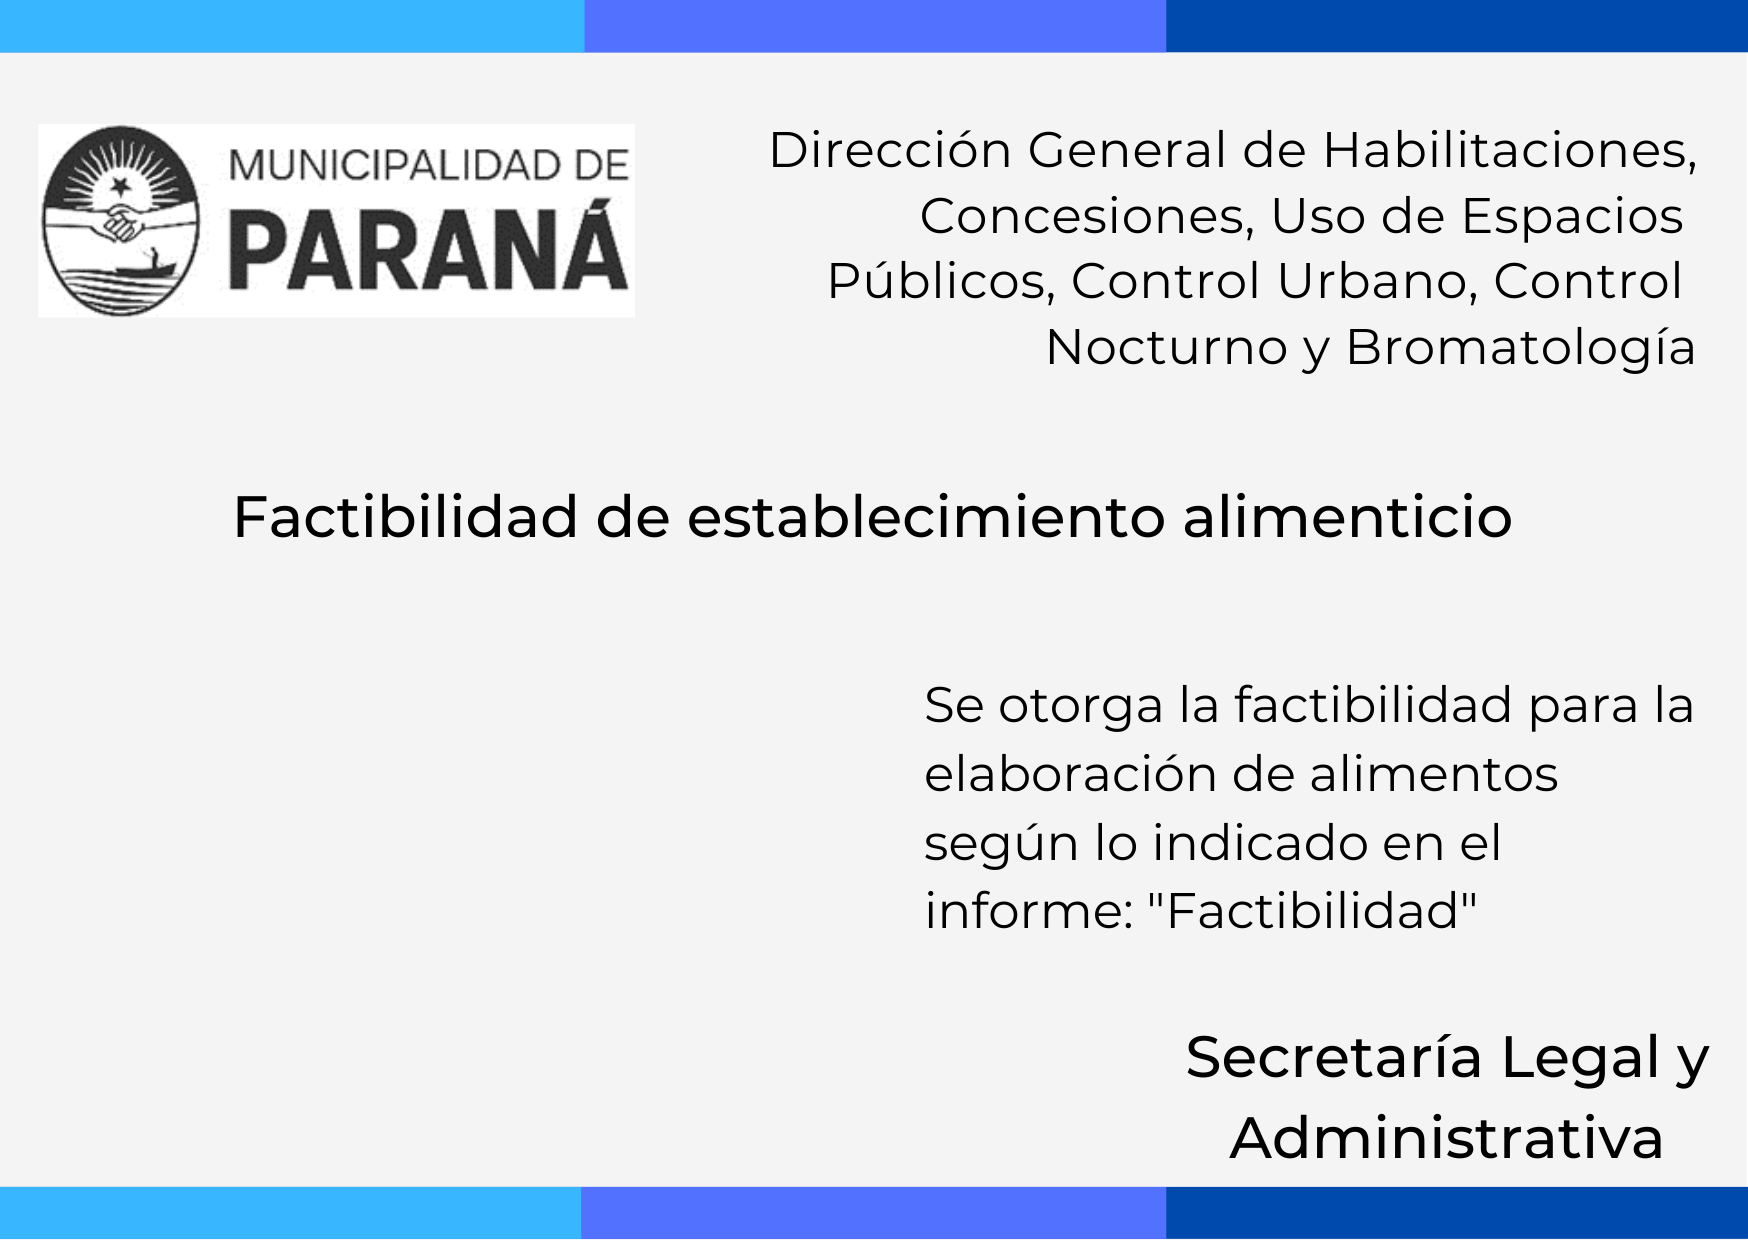 MUNICIPALIDAD DE
PARANÁ
Dirección General de Habilitaciones,
Concesiones, Uso de Espacios
Públicos, Control Urbano, Control
Nocturno y Bromatología
Factibilidad de establecimiento alimenticio
Se otorga la factibilidad para la
elaboración de alimentos
según lo indicado en el
informe: "Factibilidad"
Secretaría Legal y
Administrativa